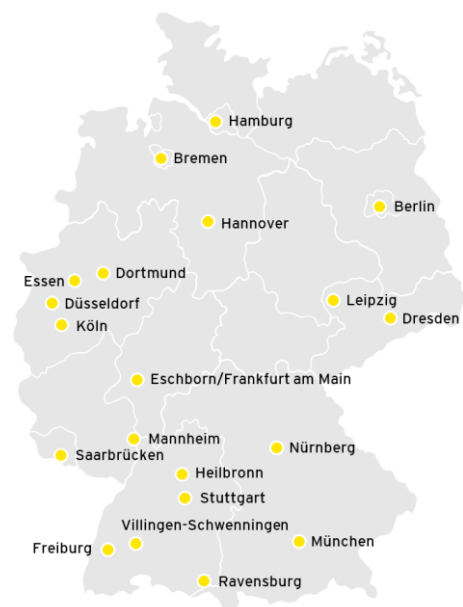 Hamburg
Bremen
Berlin
Hannover
Dortmund
Essen
Leipzig
Düsseldorf
Dresden
Köln
Eschborn/Frankfurt am Main
Mannheim
Nürnberg
Saarbrücken
Heilbronn
Stuttgart
Villingen-Schwenningen
München
Freiburg
Ravensburg